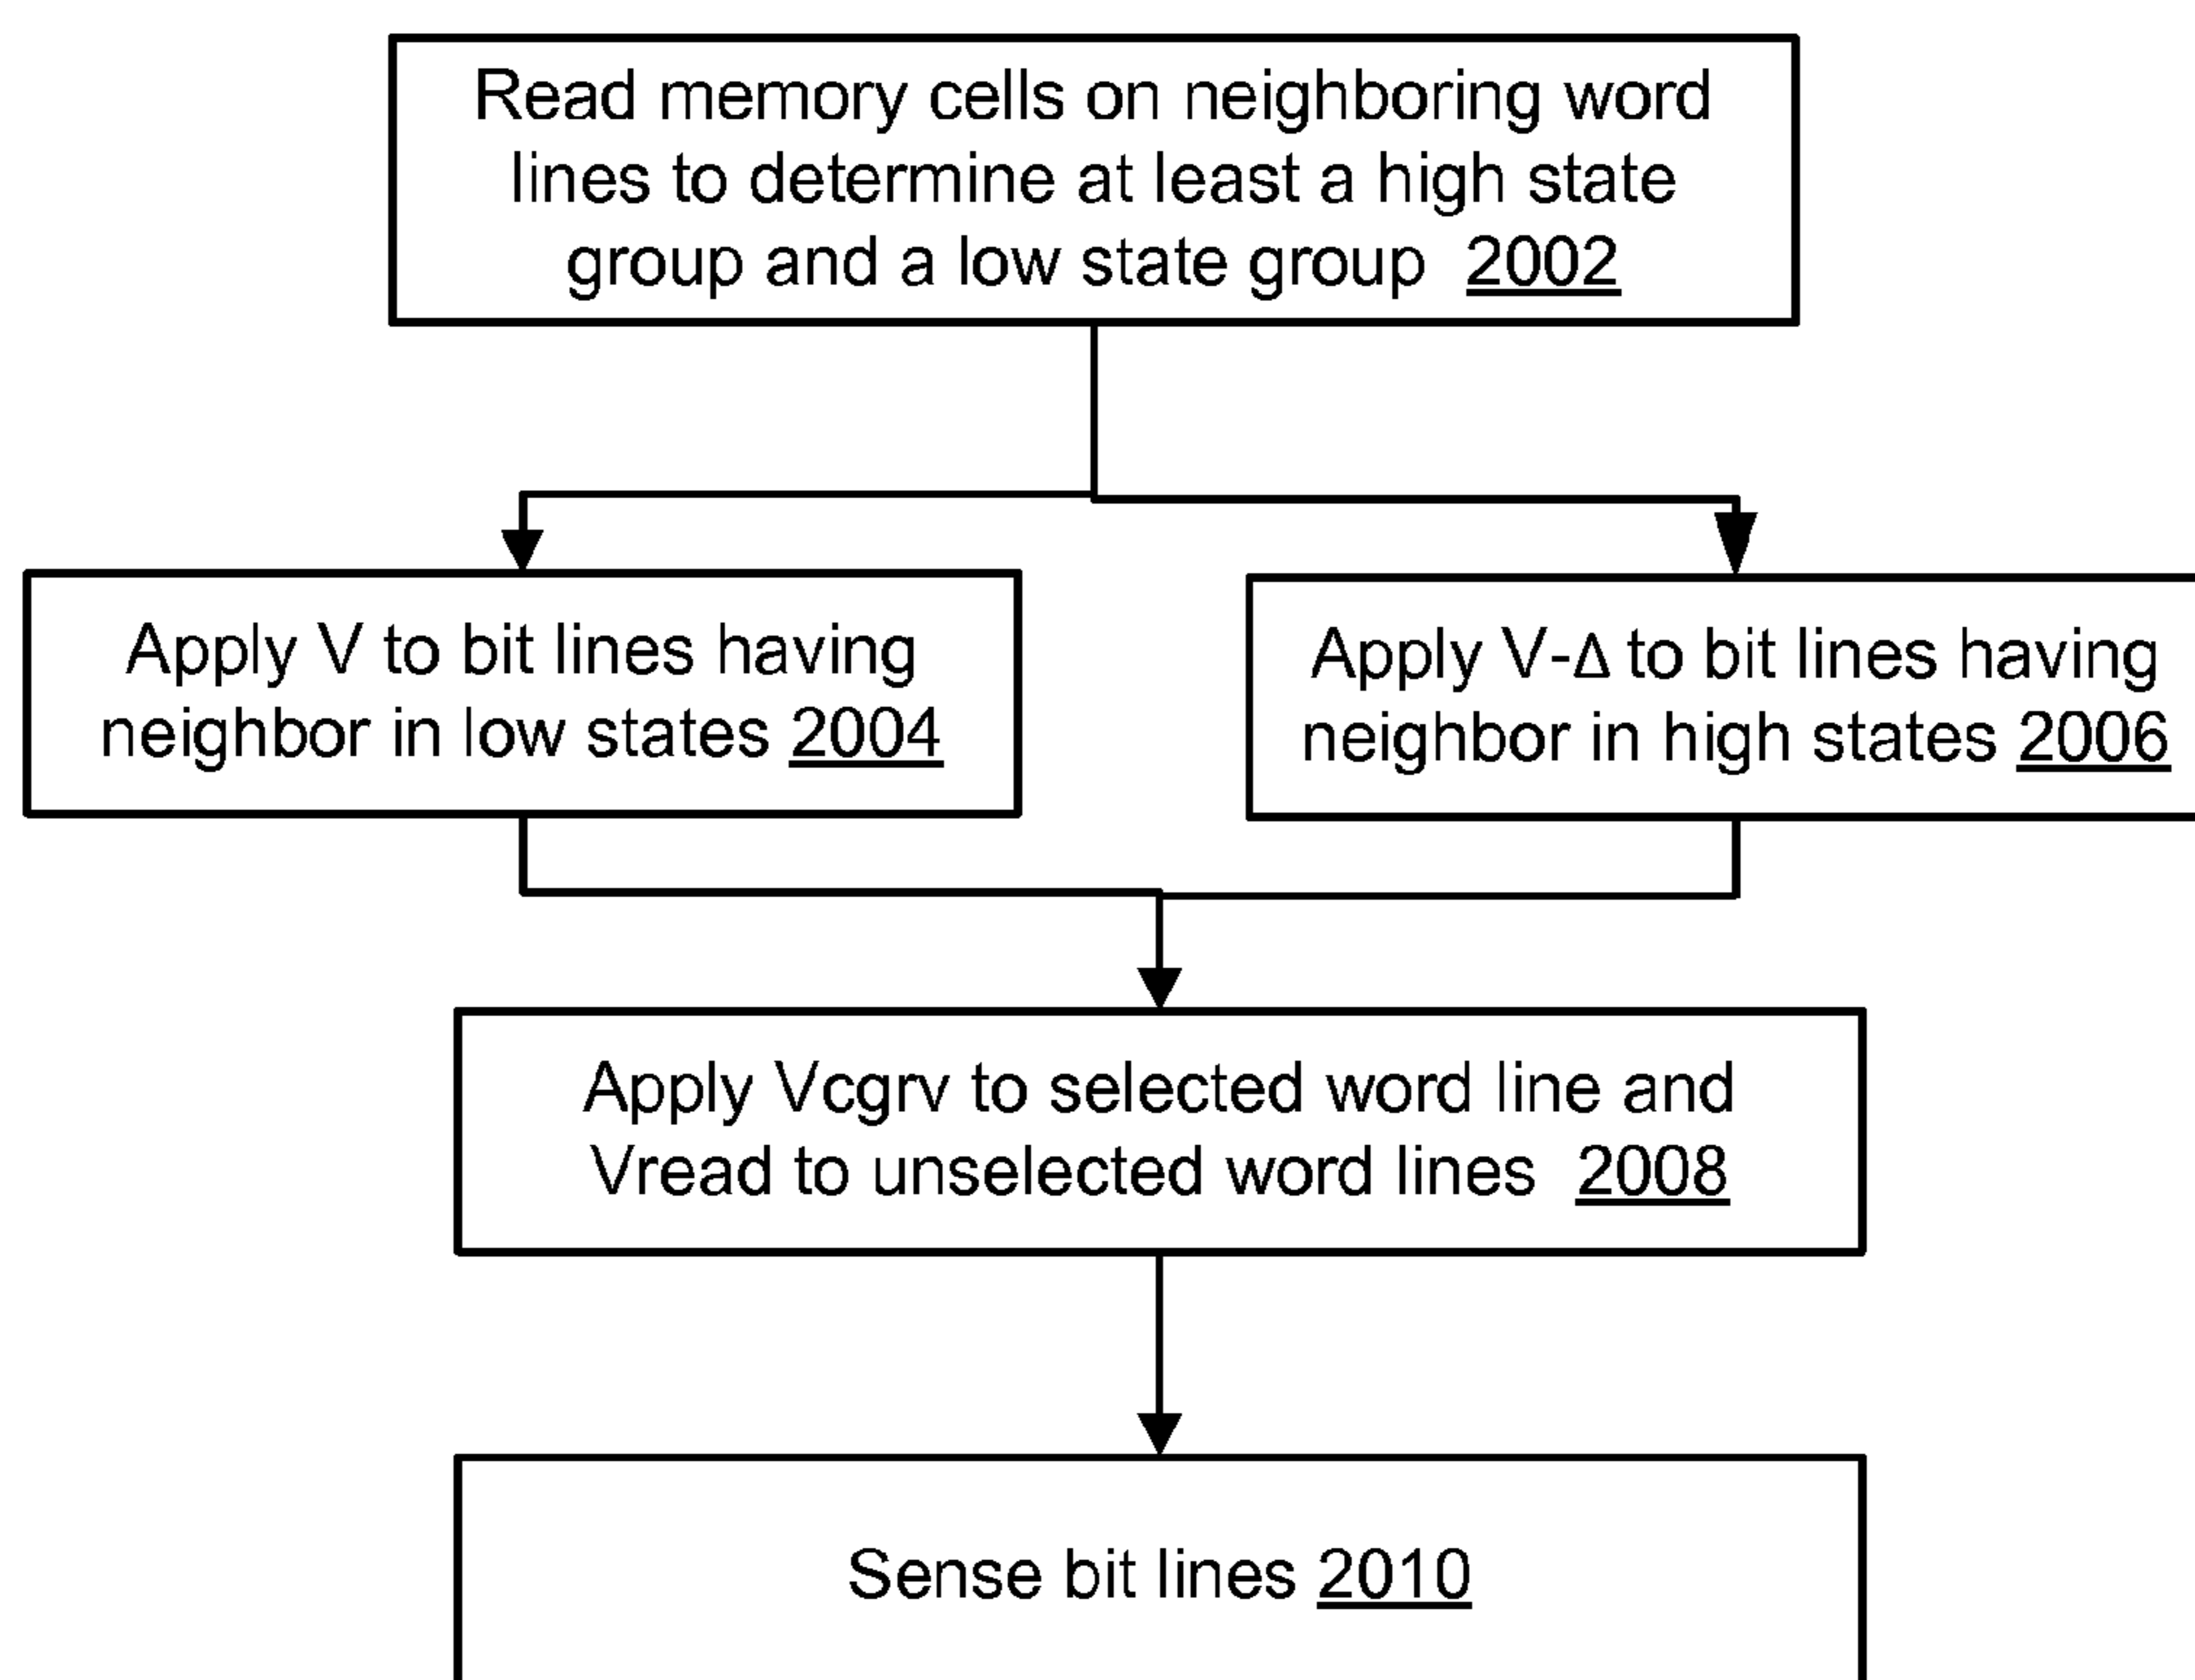 Read memory cells on neighboring word
lines to determine at least a high state
group and a low state group 2002
Apply V to bit lines having
neighbor in low states 2004
Apply V-Δ to bit lines having
neighbor in high states 2006
Apply Vcgrv to selected word line and
Vread to unselected word lines 2008
Sense bit lines 2010